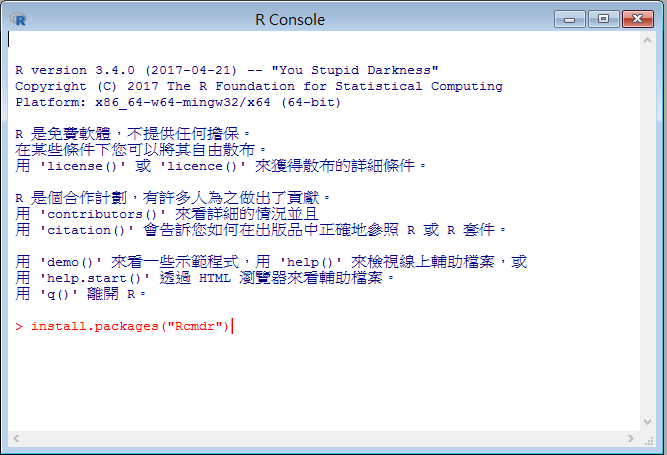 R Console
R version 3.4.0 (2017-04-21) -- "You Stupid Darkness"
Copyright (C) 2017 The R Foundation for Statistical Computing
Platform: x86_64-w64-mingw32/x64 (64-bit)
R 是免費軟體，不提供任何擔保。
在某些條件下您可以將其自由散布。
用 'license()' 或 'licence()' 來獲得散布的詳細條件。
R 是個合作計劃，有許多人為之做出了貢獻。
用 'contributors()' 來看詳細的情況並且
用 'citation()' 會告訴您如何在出版品中正確地參照 R 或 R 套件。
用 'demo()' 來看一些示範程式，用 'help()' 來檢視線上輔助檔案，或
用 'help.start()' 透過 HTML 瀏覽器來看輔助檔案。
用 'q()' 離開 R。
> install.packages("Rcmdr")